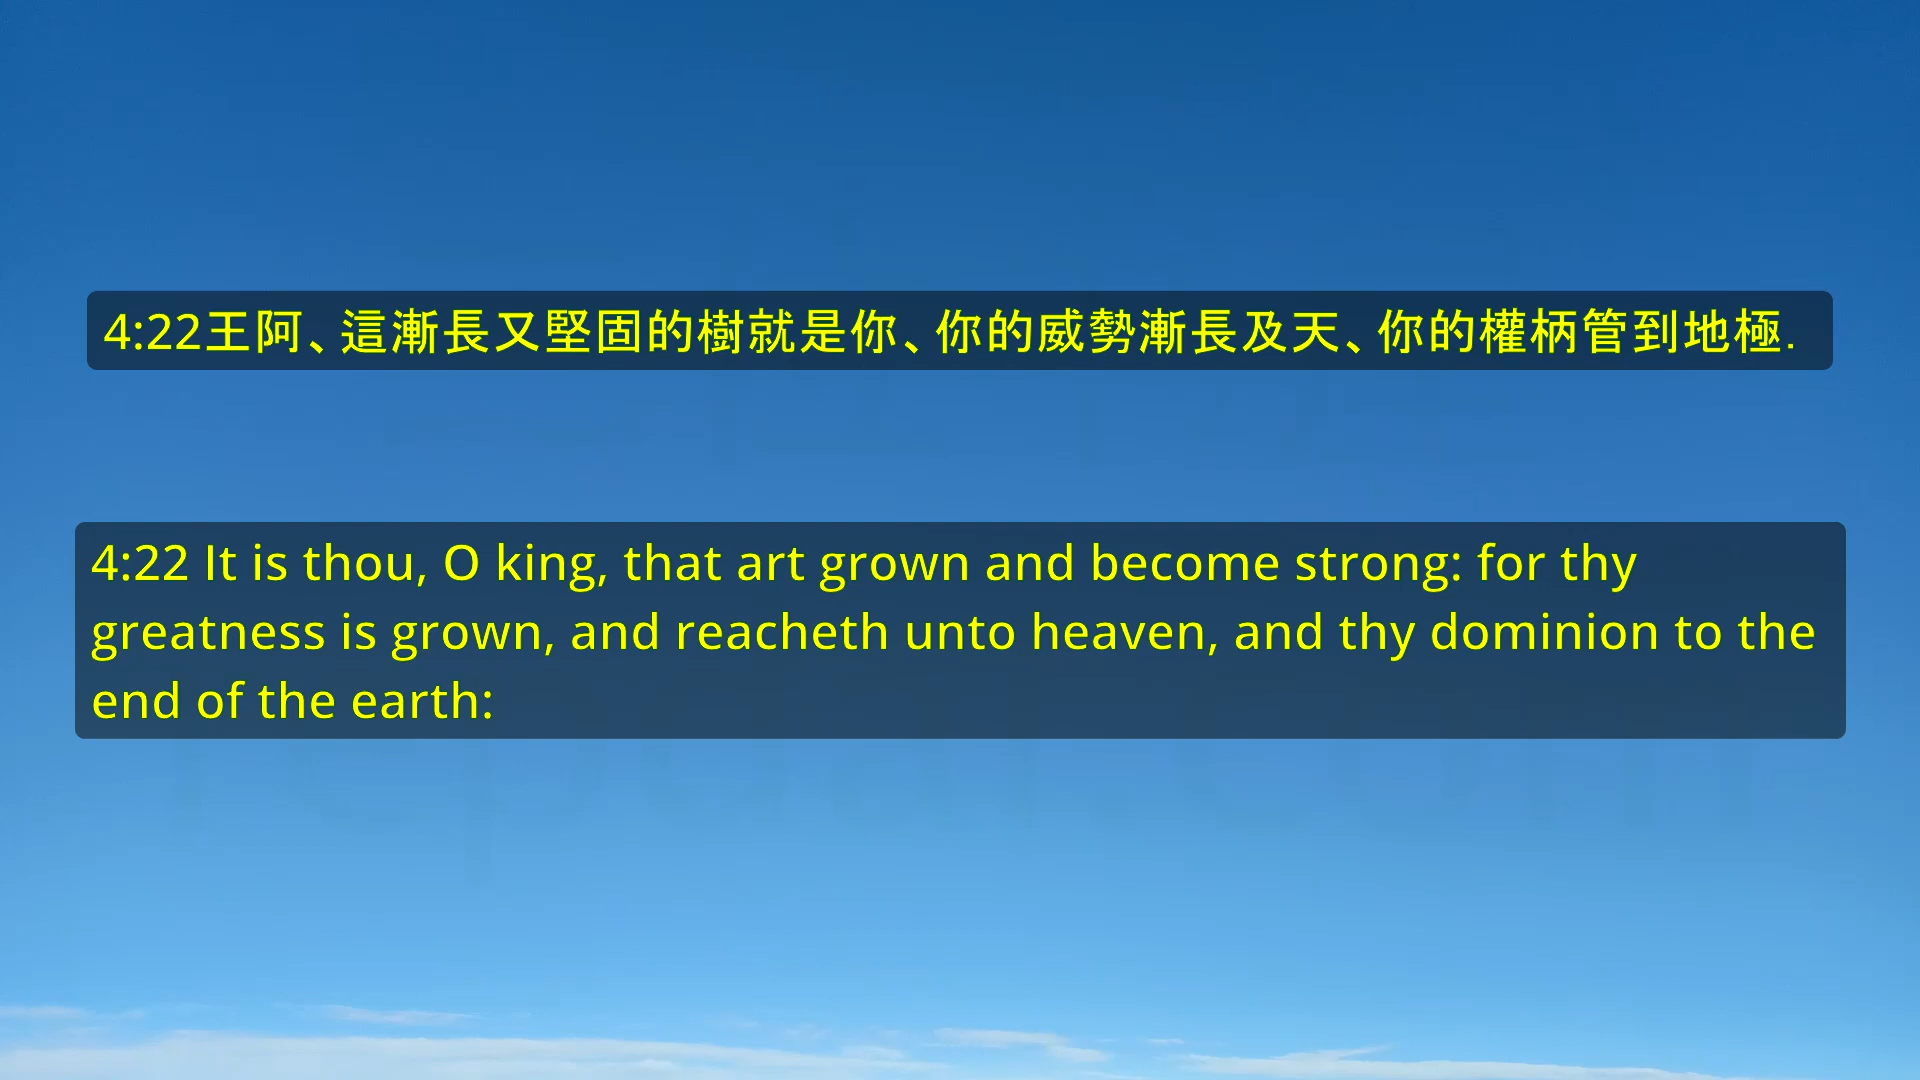 4:22王阿、這漸長又堅固的樹就是你、你的威勢漸長及天、你的權柄管到地極.
4:22 It is thou, O king, that art grown and become strong: for thy
greatness is grown, and reacheth unto heaven, and thy dominion to the
end of the earth: